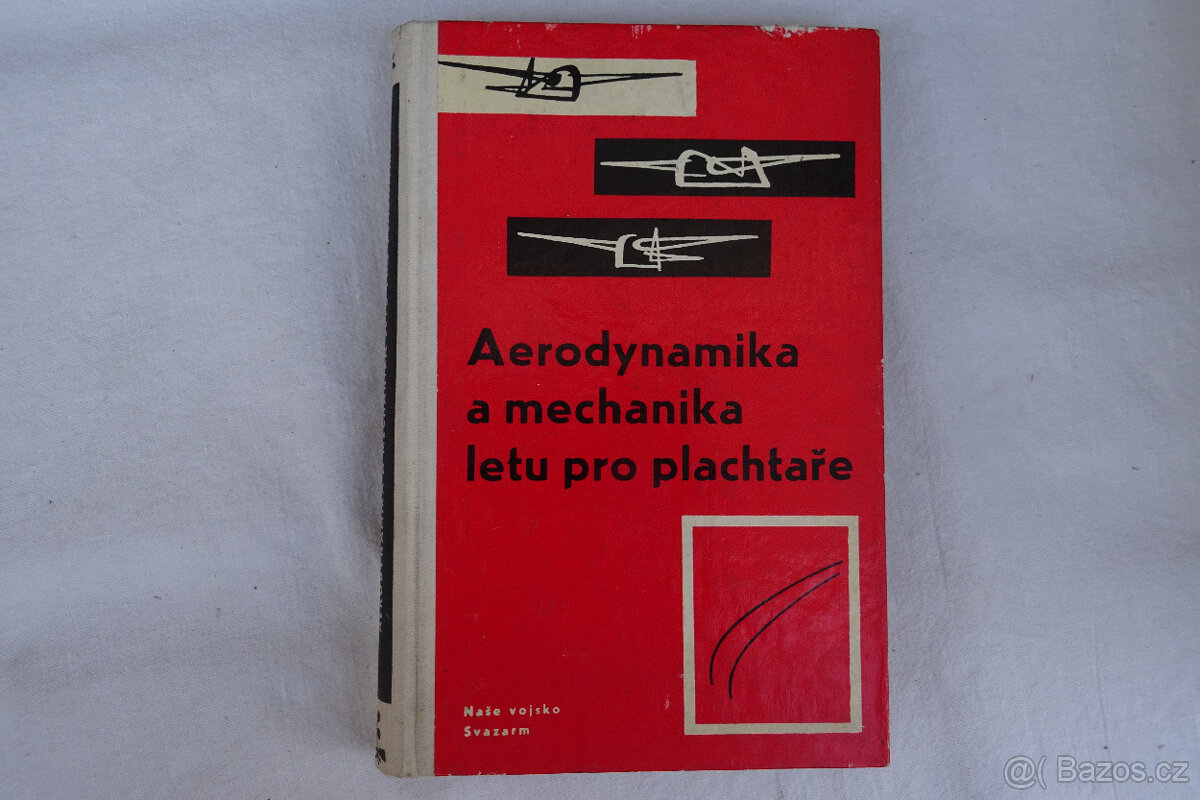 Aerodynamika
a mechanika
letu pro plachtaře
Naše vojsko
Svazarm
@( Bazos.cz